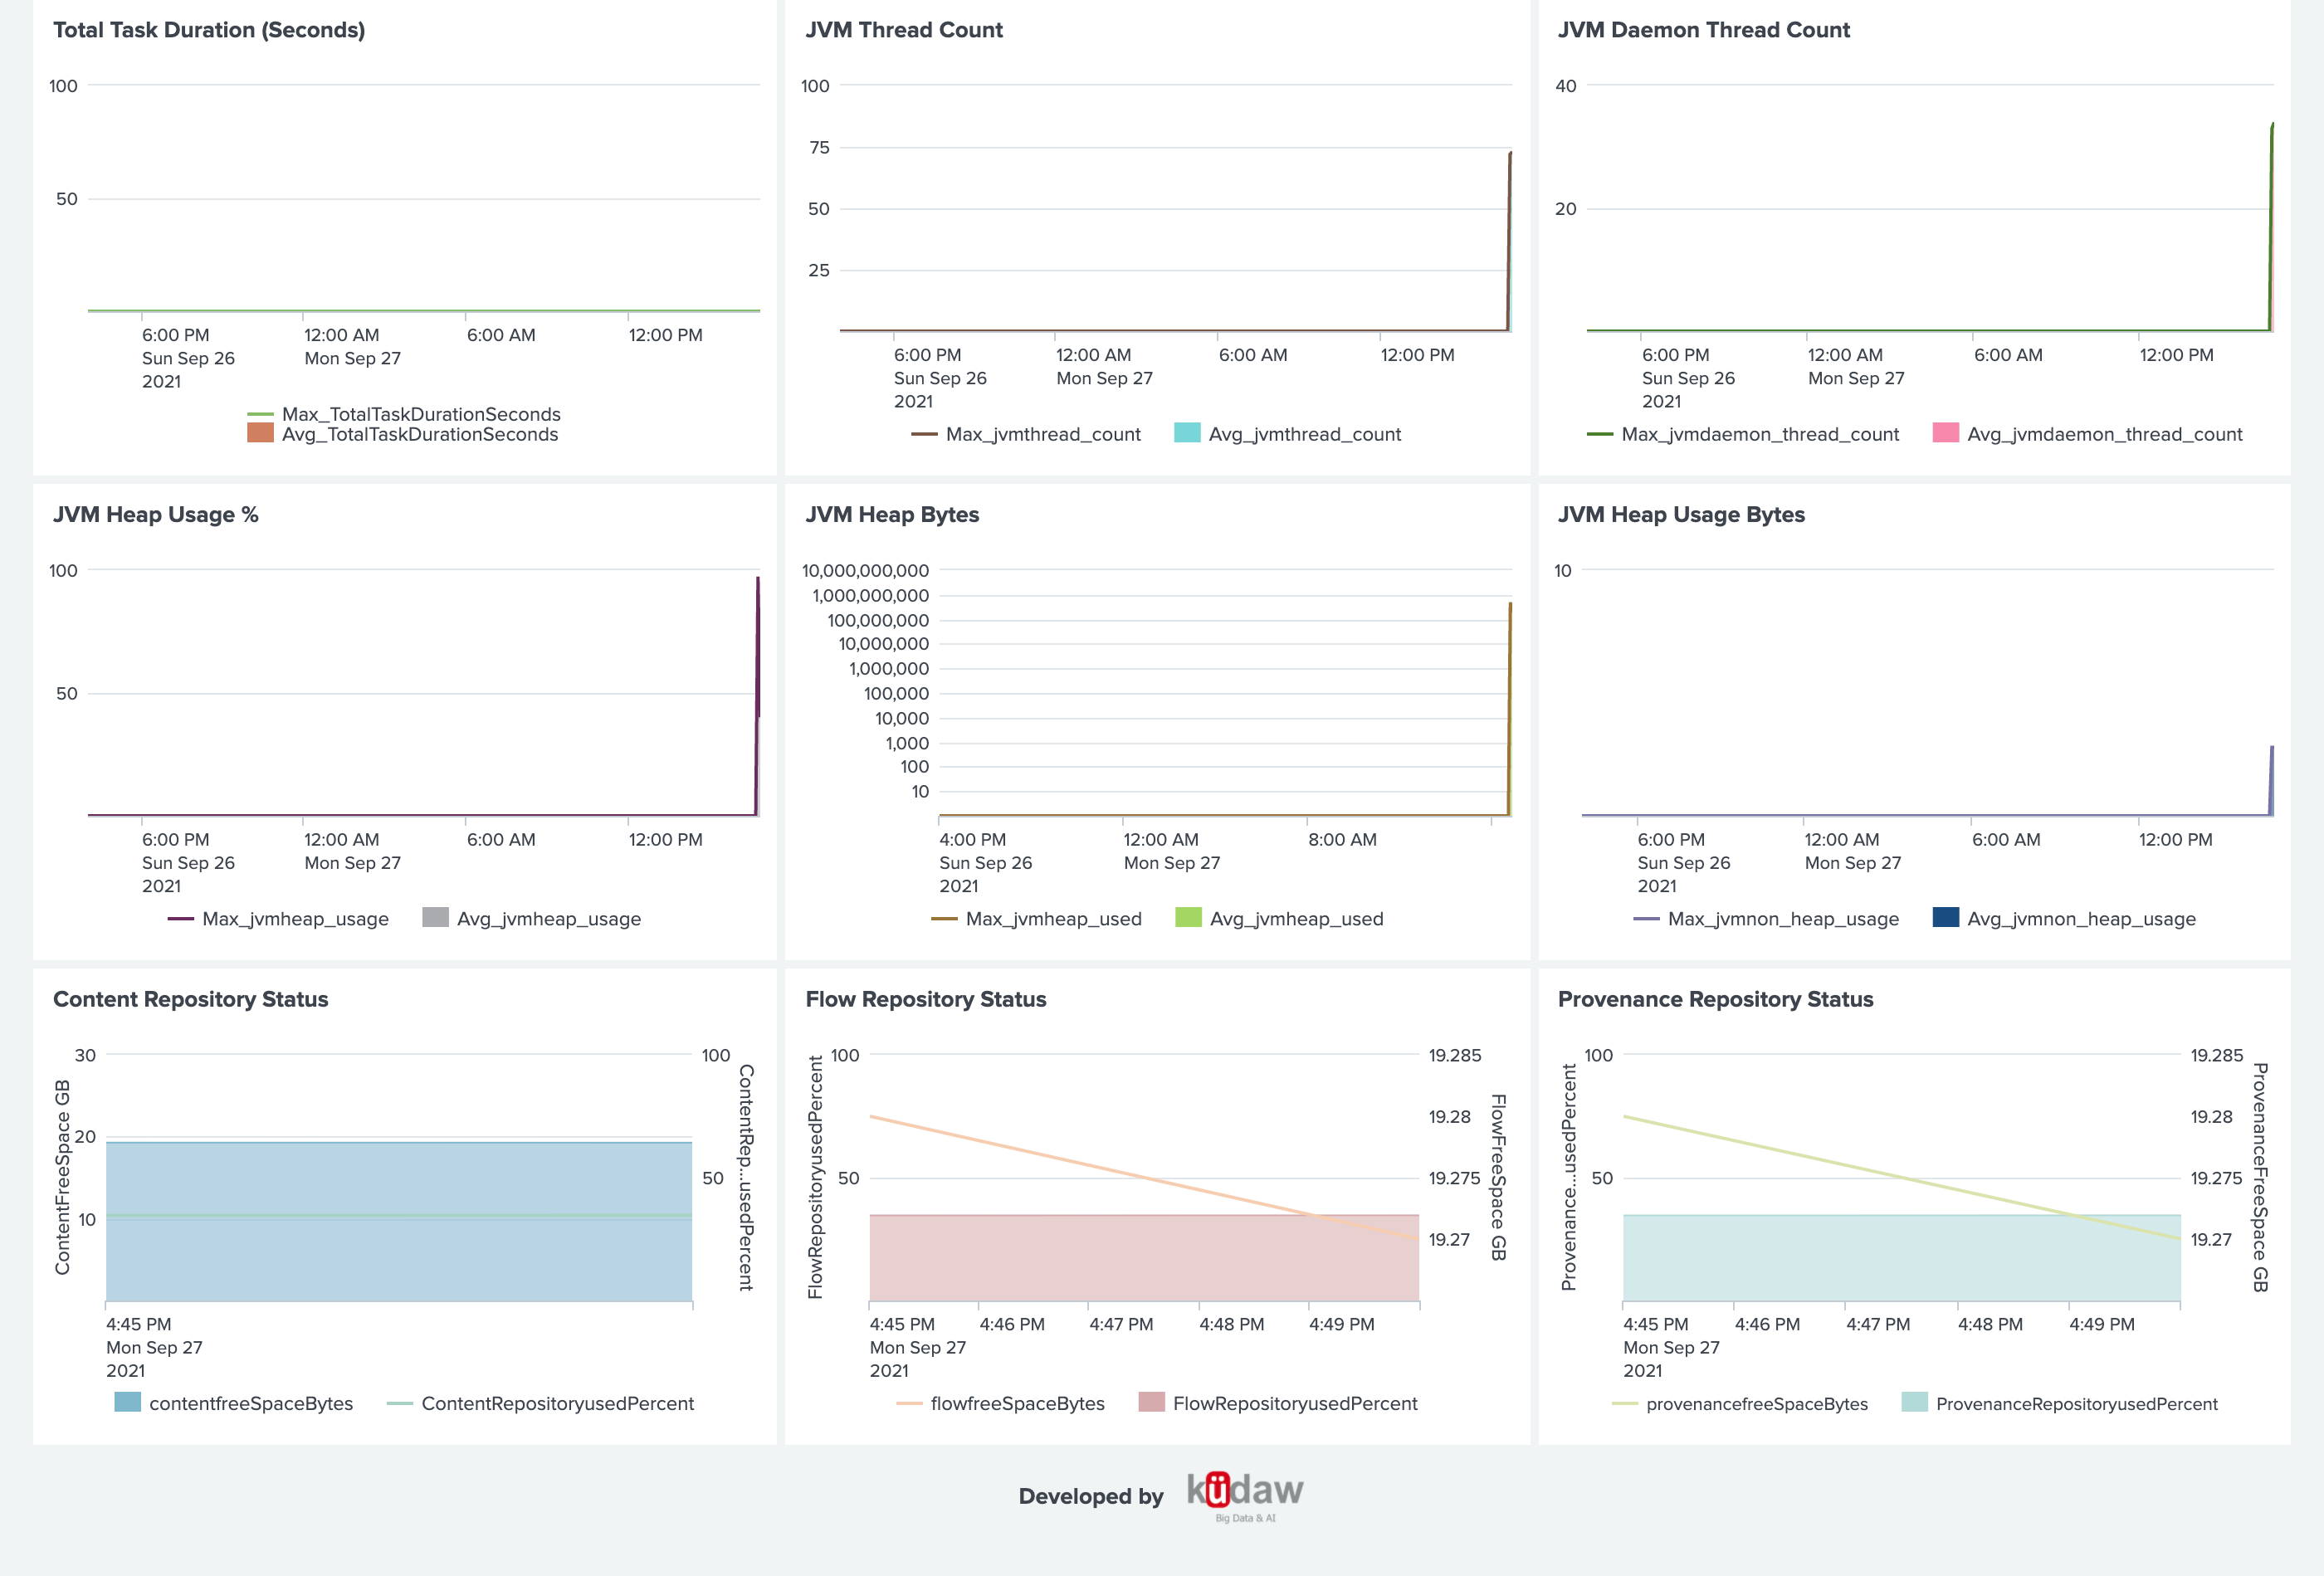 Total Task Duration (Seconds)
100
50
6:00 PM
Sun Sep 26
2021
12:00 AM
Mon Sep 27
6:00 AM
12:00 PM
Max_TotalTaskDurationSeconds
Avg_TotalTaskDurationSeconds
JVM Thread Count
100
75
50
25
6:00 PM
Sun Sep 26
2021
12:00 AM
Mon Sep 27
6:00 AM
12:00 PM
Max_jvmthread_count
Avg_jvmthread_count
JVM Daemon Thread Count
40
20
6:00 PM
Sun Sep 26
2021
12:00 AM
Mon Sep 27
6:00 AM
12:00 PM
Max_jvmdaemon_thread_count
Avg_jvmdaemon_thread_count
JVM Heap Usage %
100
50
6:00 PM
Sun Sep 26
2021
12:00 AM
Mon Sep 27
6:00 AM
12:00 PM
Max_jvmheap_usage
Avg_jvmheap_usage
JVM Heap Bytes
10,000,000,000
1,000,000,000
100,000,000
10,000,000
1,000,000
100,000
10,000
1,000
100
10
4:00 PM
Sun Sep 26
2021
12:00 AM
Mon Sep 27
8:00 AM
Max_jvmheap_used
Avg_jvmheap_used
JVM Heap Usage Bytes
10
6:00 PM
Sun Sep 26
2021
12:00 AM
Mon Sep 27
6:00 AM
12:00 PM
Max_jvmnon_heap_usage
Avg_jvmnon_heap_usage
Content Repository Status
ContentFreeSpace GB
30
20
10
100
50
ContentRep...usedPercent
4:45 PM
Mon Sep 27
2021
contentfreeSpaceBytes
ContentRepositoryusedPercent
Flow Repository Status
FlowRepositoryusedPercent
100
50
19.285
19.28
19.275
19.27
FlowFreeSpace GB
4:45 PM
Mon Sep 27
2021
4:46 PM
4:47 PM
4:48 PM
4:49 PM
flowfreeSpaceBytes
FlowRepositoryusedPercent
Provenance Repository Status
Provenance...usedPercent
100
50
19.285
19.28
19.275
19.27
ProvenanceFreeSpace GB
4:45 PM
Mon Sep 27
2021
4:46 PM
4:47 PM
4:48 PM
4:49 PM
provenancefreeSpaceBytes
ProvenanceRepositoryusedPercent
Developed by
küdaw
Big Data & AI